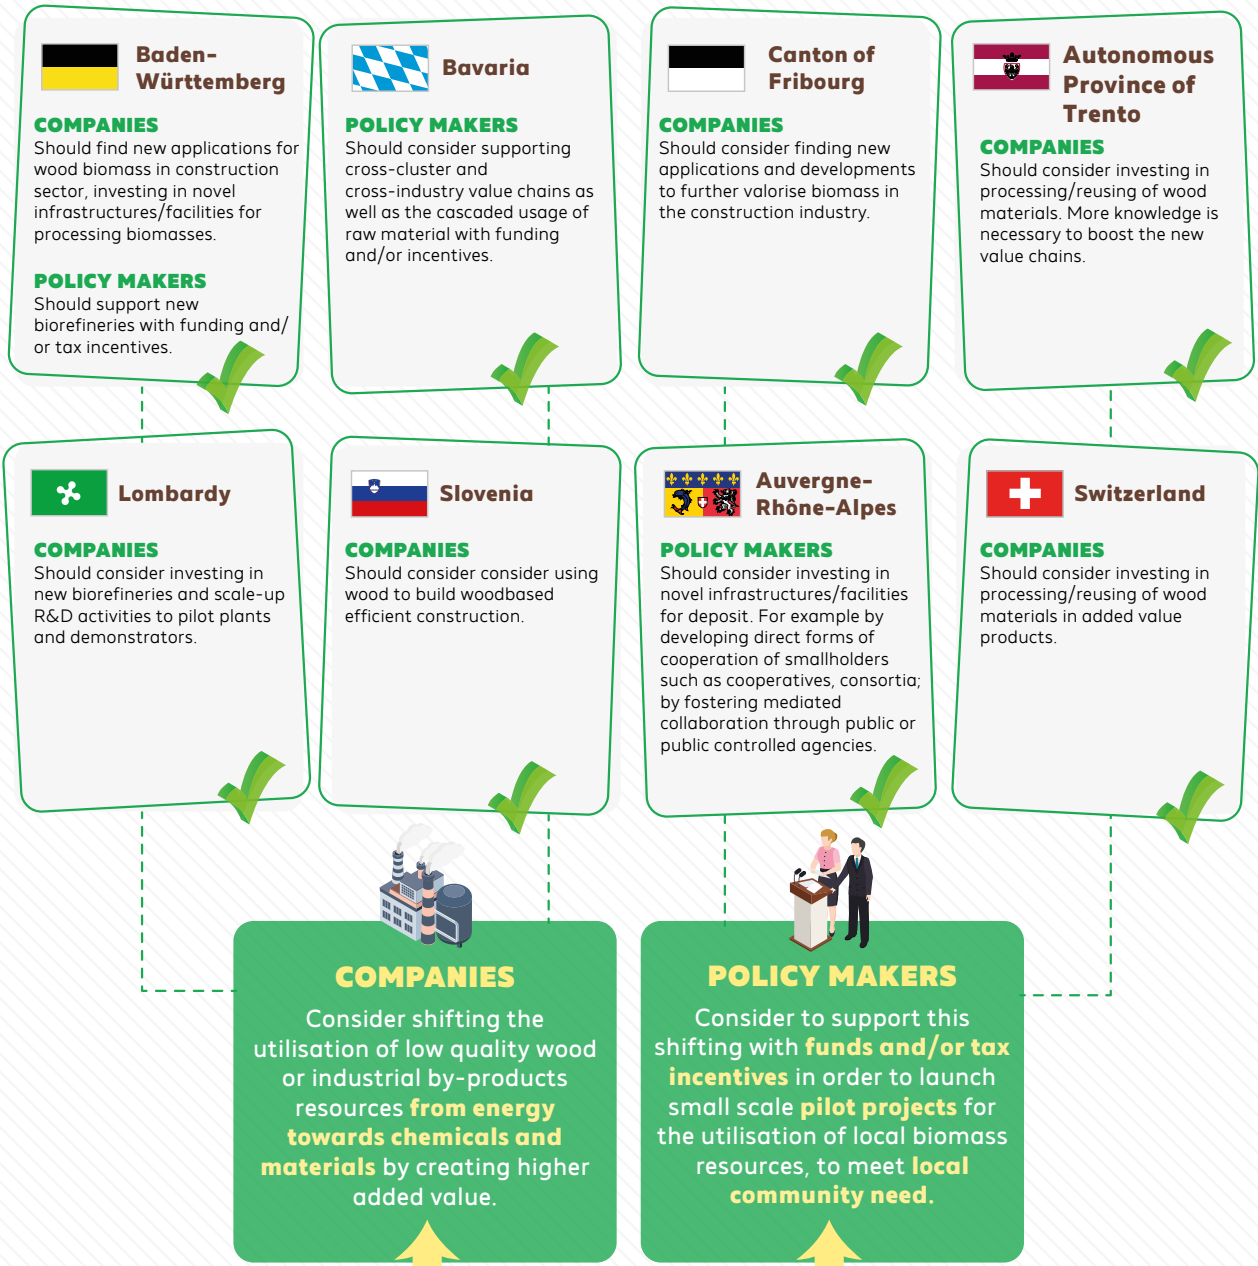 Baden-
Württemberg
COMPANIES
Should find new applications for
wood biomass in construction
sector, investing in novel
infrastructures/facilities for
processing biomasses.
POLICY MAKERS
Should support new
biorefineries with funding and/
or tax incentives.
Bavaria
POLICY MAKERS
Should consider supporting
cross-cluster and
cross-industry value chains as
well as the cascaded usage of
raw material with funding
and/or incentives.
Canton of
Fribourg
COMPANIES
Should consider finding new
applications and developments
to further valorise biomass in
the construction industry.
Autonomous
Province of
Trento
COMPANIES
Should consider investing in
processing/reusing of wood
materials. More knowledge is
necessary to boost the new
value chains.
Lombardy
COMPANIES
Should consider investing in
new biorefineries and scale-up
R&D activities to pilot plants
and demonstrators.
Slovenia
COMPANIES
Should consider consider using
wood to build woodbased
efficient construction.
Auvergne-
Rhône-Alpes
POLICY MAKERS
Should consider investing in
novel infrastructures/facilities
for deposit. For example by
developing direct forms of
cooperation of smallholders
such as cooperatives, consortia;
by fostering mediated
collaboration through public or
public controlled agencies.
Switzerland
COMPANIES
Should consider investing in
processing/reusing of wood
materials in added value
products.
COMPANIES
Consider shifting the
utilisation of low quality wood
or industrial by-products
resources from energy
towards chemicals and
materials by creating higher
added value.
POLICY MAKERS
Consider to support this
shifting with funds and/or tax
incentives in order to launch
small scale pilot projects for
the utilisation of local biomass
resources, to meet local
community need.